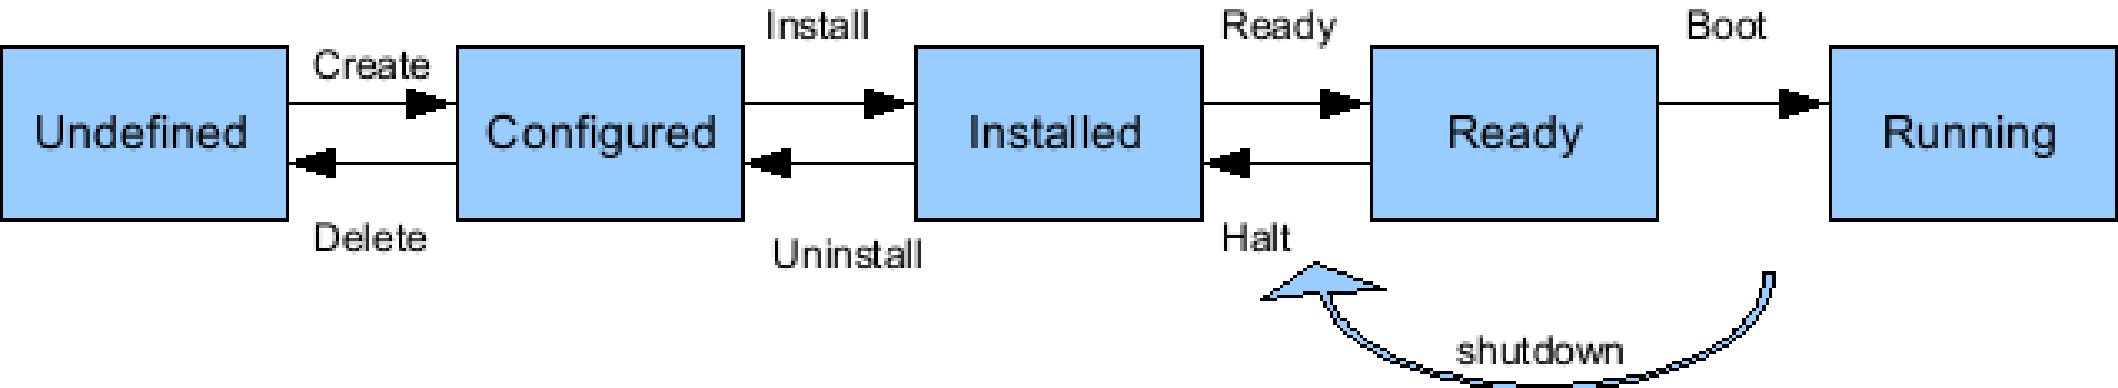 Install
Ready
Boot
Create
Undefined
Configured
Installed
Ready
Running
Delete
Uninstall
Halt
shutdown